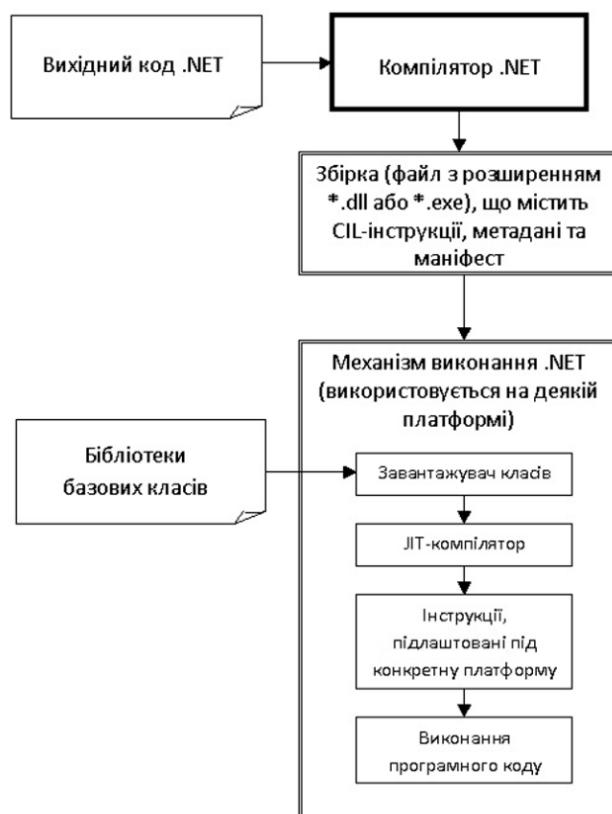 Вихідний код .NET
Компілятор .NET
Збірка (файл з розширенням
*.dll або *.exe), що містить
CIL-інструкції, метадані та
маніфест
Механізм виконання .NET
(використовується на деякій
платформі)
Бібліотеки
базових класів
Завантажувач класів
JIT-компілятор
Інструкції,
підлаштовані під
конкретну платформу
Виконання
програмного коду